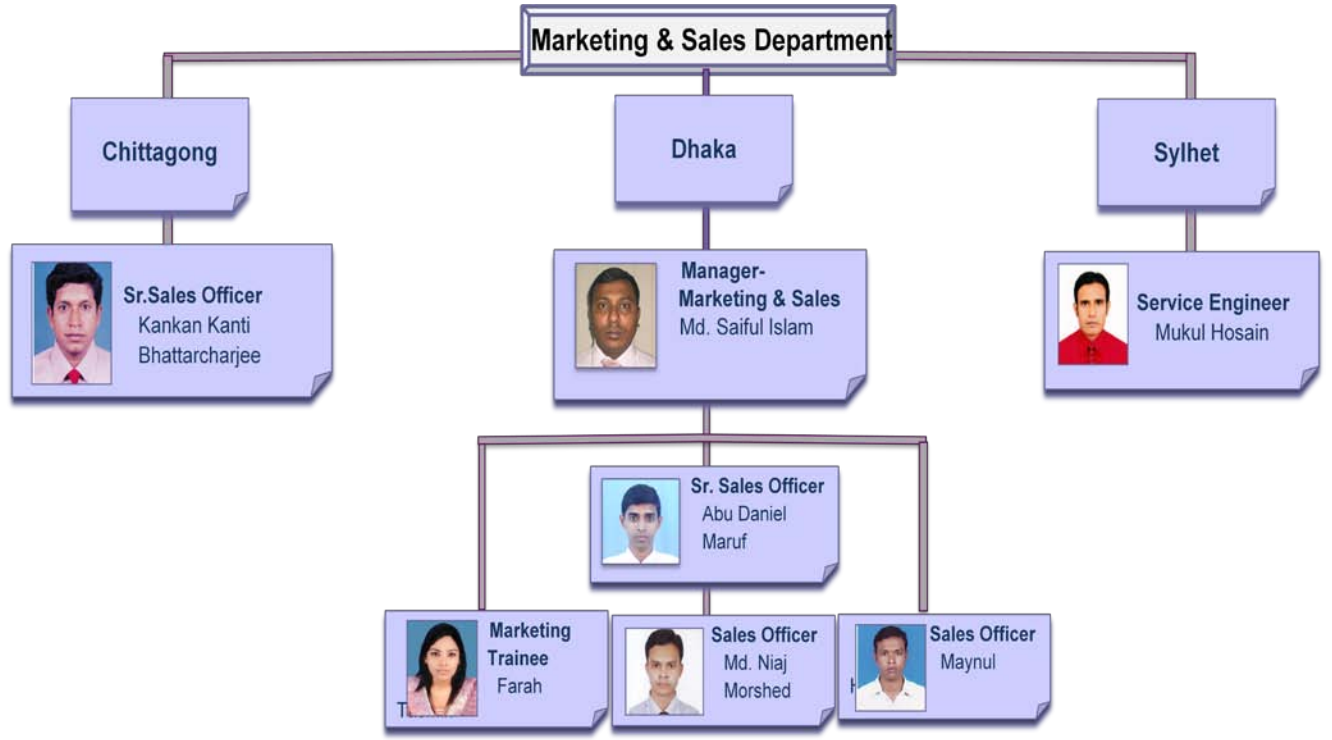 Marketing & Sales Department
Chittagong
Dhaka
Sylhet
Sr.Sales Officer
Kankan Kanti
Bhattarcharjee
Manager-
Marketing & Sales
Md. Saiful Islam
Service Engineer
Mukul Hosain
Sr. Sales Officer
Abu Daniel
Maruf
Marketing
Trainee
Farah
Sales Officer
Md. Niaj
Morshed
Sales Officer
Maynul